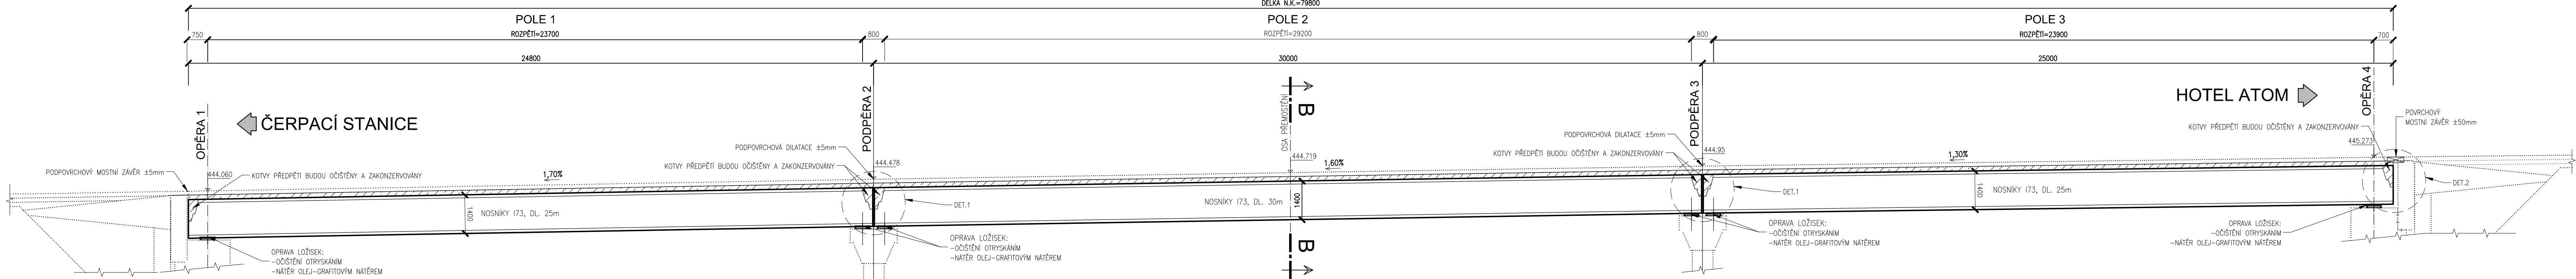 DÉLKA N.K.=79800
POLE 1
POLE 2
POLE 3
750
ROZPĚTÍ=23700
800
ROZPĚTÍ=29200
800
ROZPĚTÍ=23900
700
24800
30000
25000
OPĚRA 1
ČERPACÍ STANICE
PODPĚRA 2
OSA PŘEMOSTĚNÍ
B
PODPĚRA 3
HOTEL ATOM
OPĚRA 4
POVRCHOVÝ
MOSTNÍ ZÁVĚR ±50mm
PODPOVRCHOVÝ MOSTNÍ ZÁVĚR ±5mm
444.060
KOTVY PŘEDPĚTÍ BUDOU OČIŠTĚNY A ZAKONZERVOVÁNY
1,70%
PODPOVRCHOVÁ DILATACE ±5mm
KOTVY PŘEDPĚTÍ BUDOU OČIŠTĚNY A ZAKONZERVOVÁNY
444.478
444.719
1,60%
PODPOVRCHOVÁ DILATACE ±5mm
KOTVY PŘEDPĚTÍ BUDOU OČIŠTĚNY A ZAKONZERVOVÁNY
444.95
1,30%
KOTVY PŘEDPĚTÍ BUDOU OČIŠTĚNY A ZAKONZERVOVÁNY
445.273
1400
NOSNÍKY I73, DL. 25m
DET.1
NOSNÍKY I73, DL. 30m
1400
DET.1
1400
NOSNÍKY I73, DL. 25m
DET.2
OPRAVA LOŽISEK:
-OČIŠTĚNÍ OTRYSKÁNÍM
-NÁTĚR OLEJ-GRAFITOVÝM NÁTĚREM
OPRAVA LOŽISEK:
-OČIŠTĚNÍ OTRYSKÁNÍM
-NÁTĚR OLEJ-GRAFITOVÝM NÁTĚREM
B
OPRAVA LOŽISEK:
-OČIŠTĚNÍ OTRYSKÁNÍM
-NÁTĚR OLEJ-GRAFITOVÝM NÁTĚREM
OPRAVA LOŽISEK:
-OČIŠTĚNÍ OTRYSKÁNÍM
-NÁTĚR OLEJ-GRAFITOVÝM NÁTĚREM